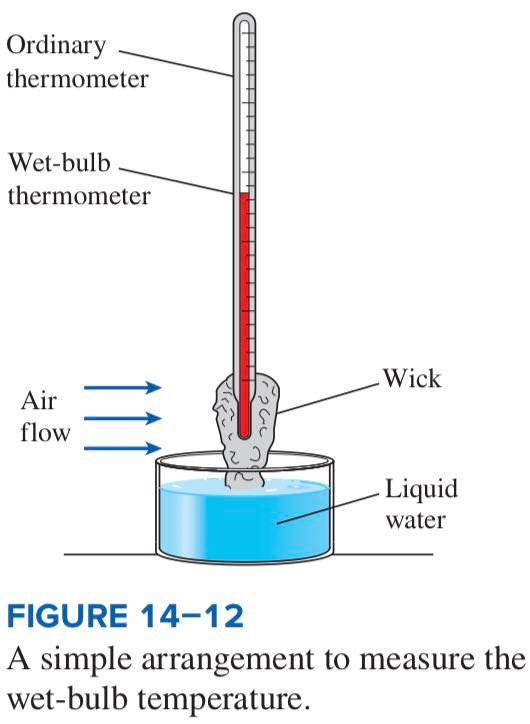 Ordinary
thermometer
Wet-bulb
thermometer
Air
flow
Wick
Liquid
water
FIGURE 14–12
A simple arrangement to measure the
wet-bulb temperature.